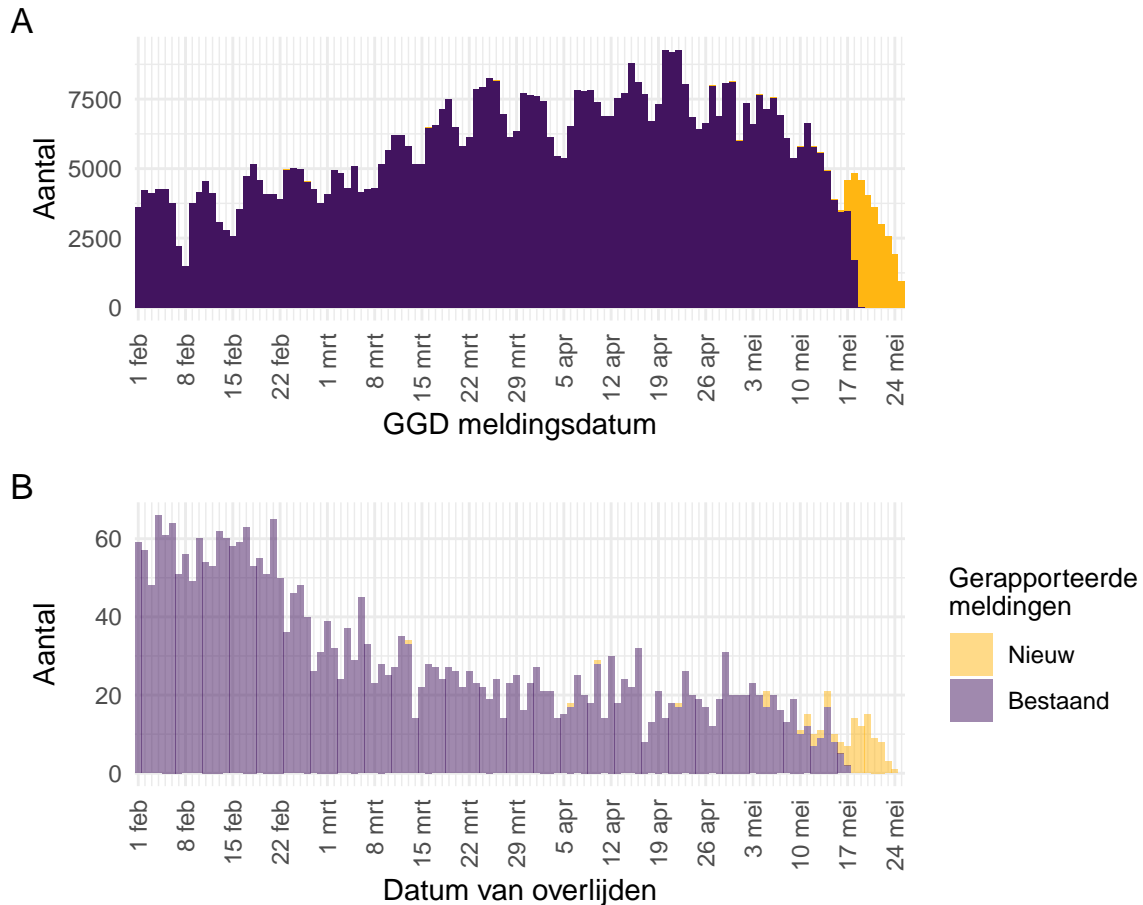 A
Aantal
7500
5000
2500
0
1 feb
8 feb
15 feb
22 feb
1 mrt
8 mrt
15 mrt
22 mrt
29 mrt
5 apr
12 apr
19 apr
26 apr
3 mei
10 mei
17 mei
24 mei
GGD meldingsdatum
B
Aantal
60
40
20
0
1 feb
8 feb
15 feb
22 feb
1 mrt
8 mrt
15 mrt
22 mrt
29 mrt
5 apr
12 apr
19 apr
26 apr
3 mei
10 mei
17 mei
24 mei
Datum van overlijden
Gerapporteerde
meldingen
Nieuw
Bestaand